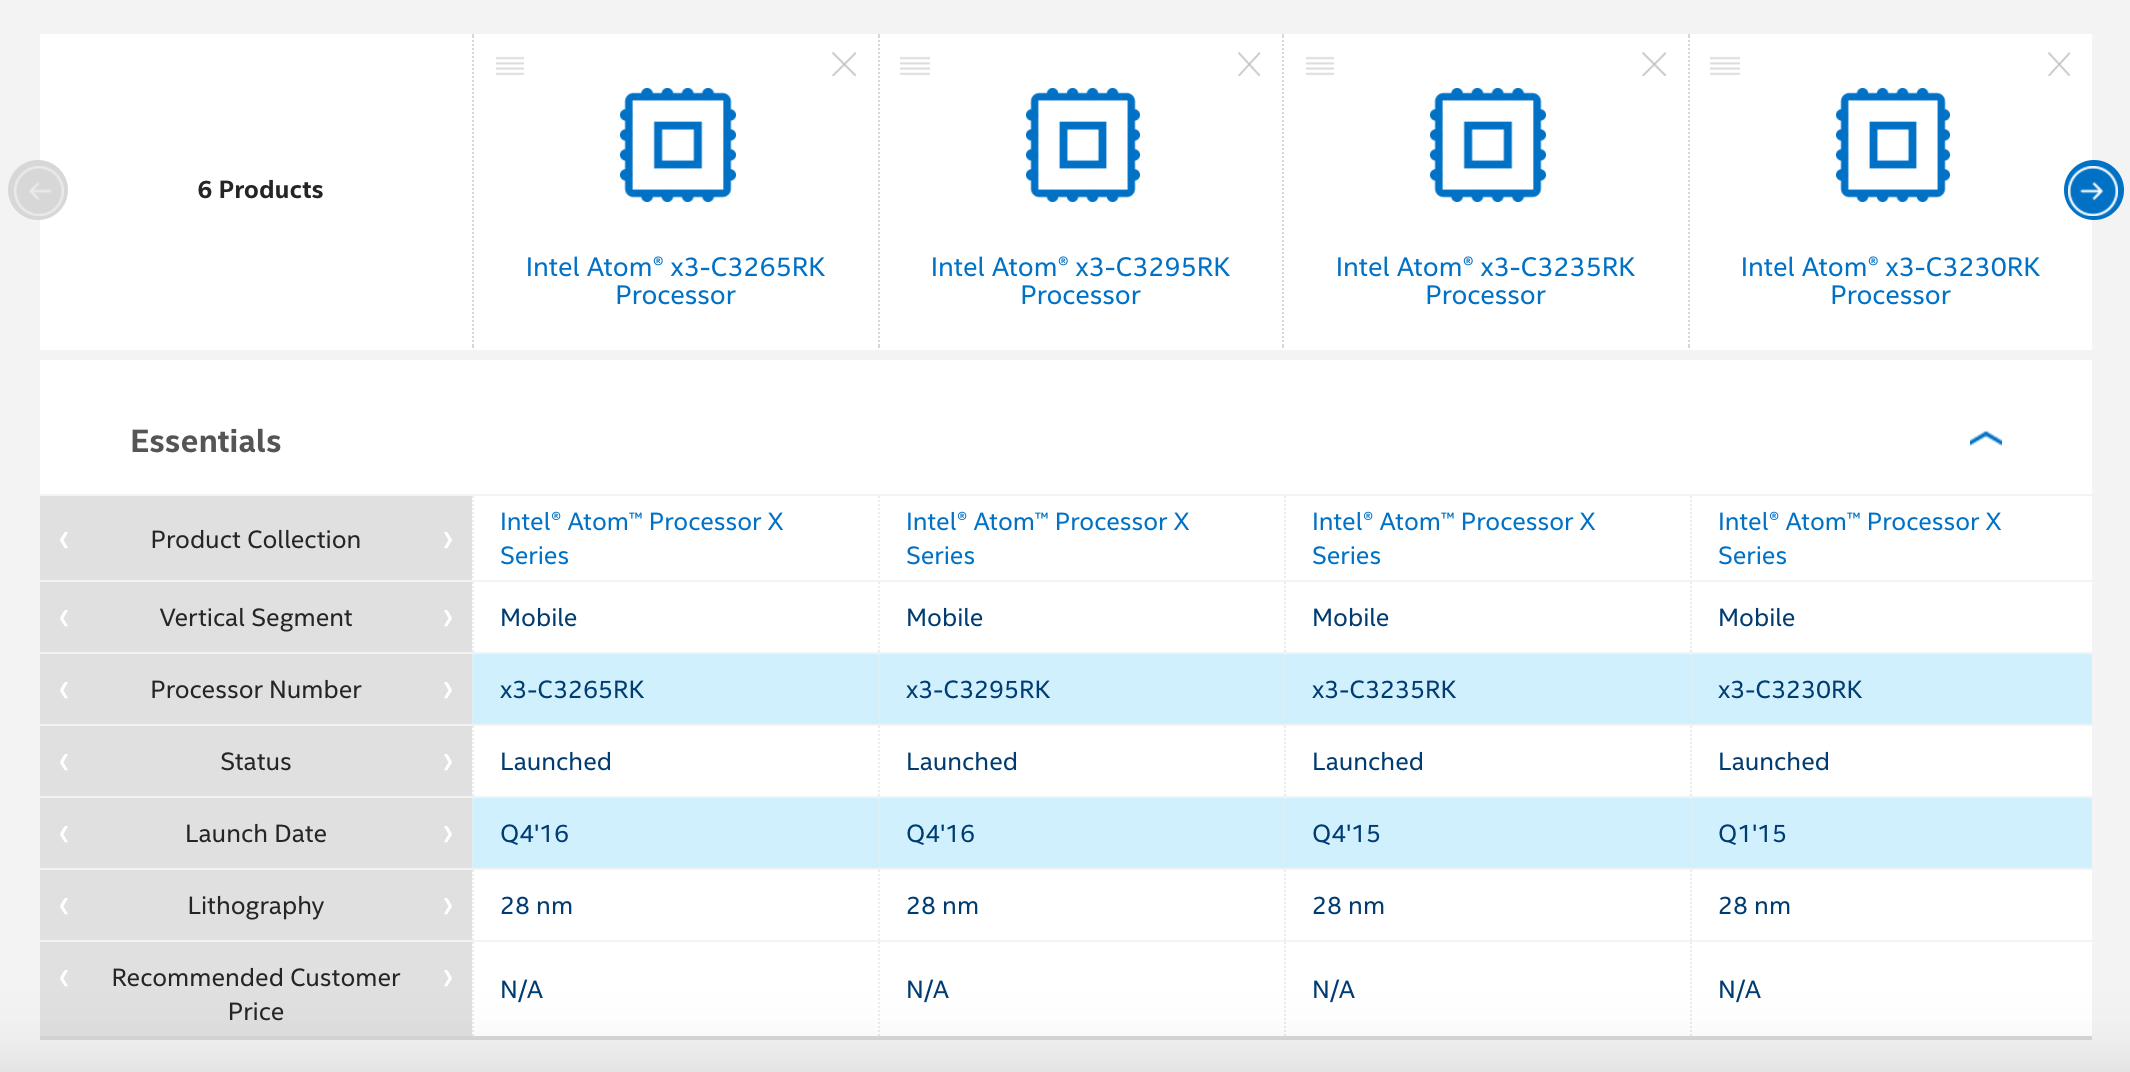 6 Products
Intel Atom® x3-C3265RK
Processor
Intel Atom® x3-C3295RK
Processor
Intel Atom® x3-C3235RK
Processor
Intel Atom® x3-C3230RK
Processor
Essentials
Product Collection
Intel® Atom™ Processor X
Series
Intel® Atom™ Processor X
Series
Intel® Atom™ Processor X
Series
Intel® Atom™ Processor X
Series
Vertical Segment
Mobile
Mobile
Mobile
Mobile
Processor Number
x3-C3265RK
x3-C3295RK
x3-C3235RK
x3-C3230RK
Status
Launched
Launched
Launched
Launched
Launch Date
Q4'16
Q4'16
Q4'15
Q1'15
Lithography
28 nm
28 nm
28 nm
28 nm
Recommended Customer
Price
N/A
N/A
N/A
N/A